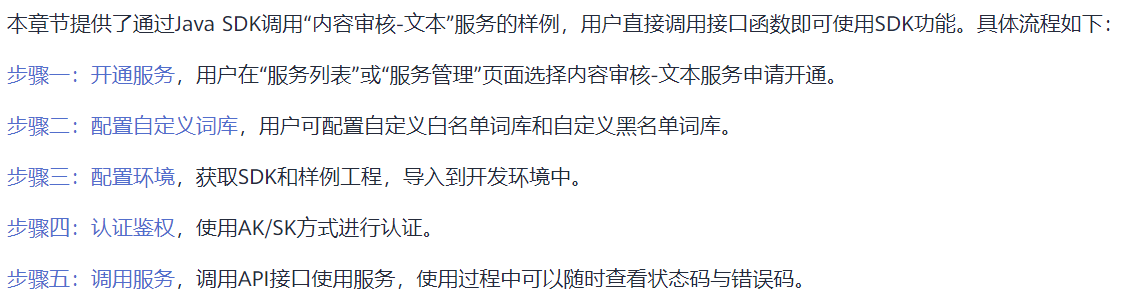 本章节提供了通过Java SDK调用“内容审核-文本”服务的样例，用户直接调用接口函数即可使用SDK功能。具体流程如下：
步骤一：开通服务，用户在“服务列表”或“服务管理”页面选择内容审核-文本服务申请开通。
步骤二：配置自定义词库，用户可配置自定义白名单词库和自定义黑名单词库。
步骤三：配置环境，获取SDK和样例工程，导入到开发环境中。
步骤四：认证鉴权，使用AK/SK方式进行认证。
步骤五：调用服务，调用API接口使用服务，使用过程中可以随时查看状态码与错误码。